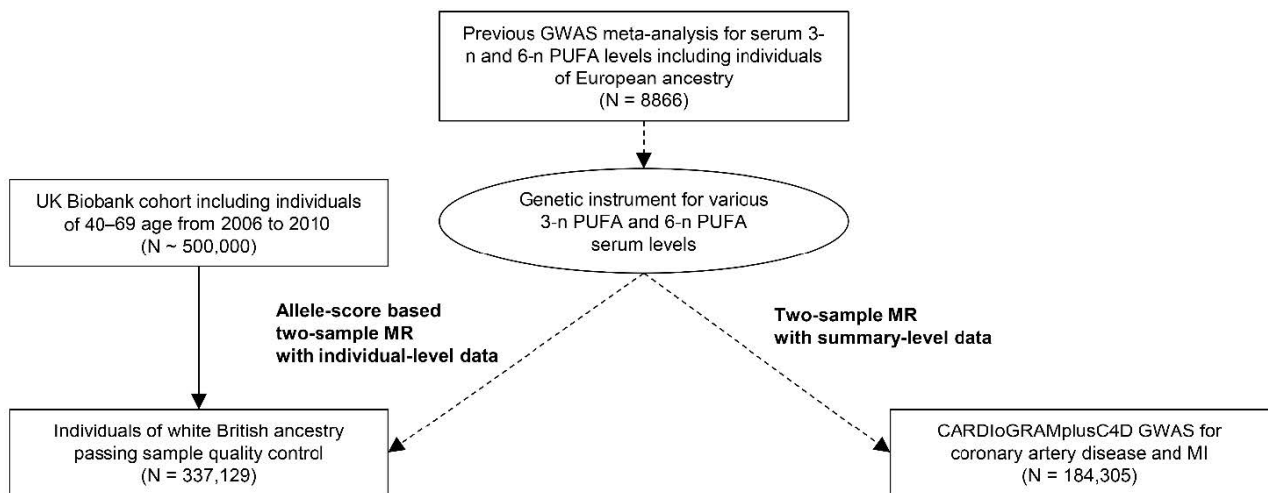 Previous GWAS meta-analysis for serum 3-
n and 6-n PUFA levels including individuals
of European ancestry
(N = 8866)
UK Biobank cohort including individuals
of 40–69 age from 2006 to 2010
(N ~ 500,000)
Genetic instrument for various
3-n PUFA and 6-n PUFA
serum levels
Allele-score based
two-sample MR
with individual-level data
Two-sample MR
with summary-level data
Individuals of white British ancestry
passing sample quality control
(N = 337,129)
CARDIoGRAMplusC4D GWAS for
coronary artery disease and MI
(N = 184,305)